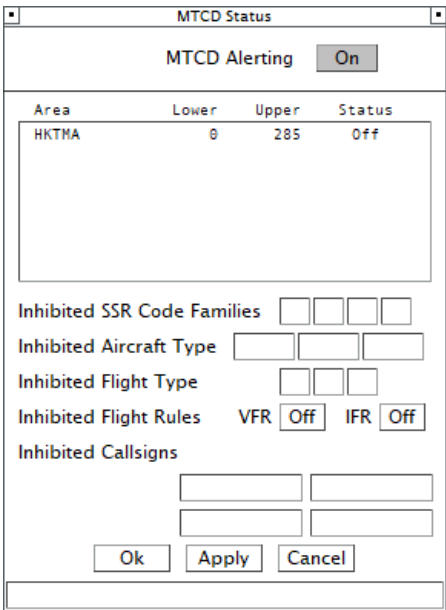 MTCD Status
MTCD Alerting On
Area Lower Upper Status
HKTMA 0 285 Off
Inhibited SSR Code Families
Inhibited Aircraft Type
Inhibited Flight Type
Inhibited Flight Rules VFR Off IFR Off
Inhibited Callsigns
Ok Apply Cancel